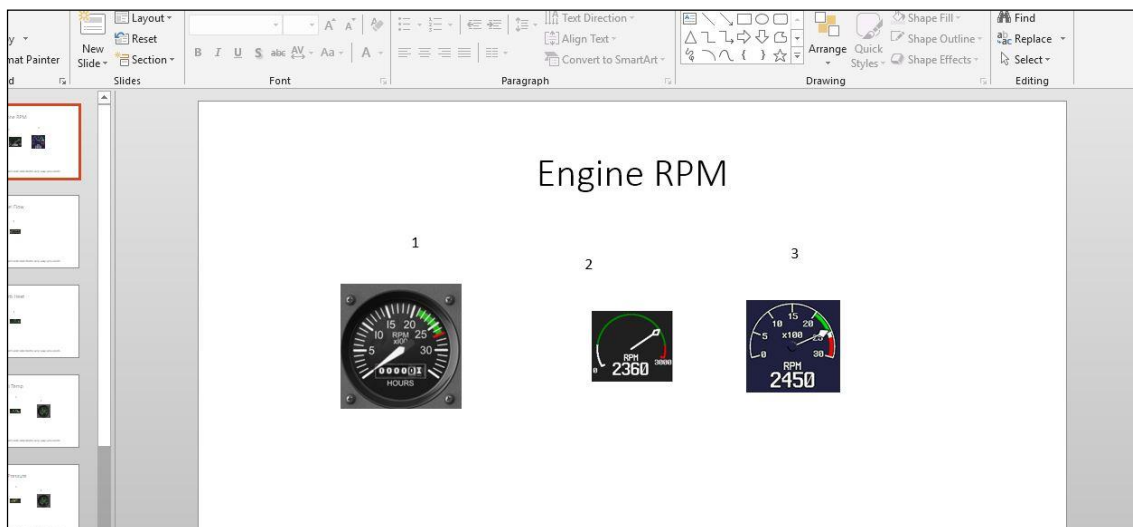 Layout
Reset
Section
New
Slide
mat Painter
Slides
B I U S abc AV Aa A
Font
Paragraph
Text Direction
Align Text
Convert to SmartArt
Arrange
Quick
Styles
Shape Fill
Shape Outline
Shape Effects
Drawing
Find
Replace
Select
Editing
Engine RPM
1
2
3
5
10
15
20
25
30
RPM
x100
HOURS
0
3000
RPM
2360
0
5
10
15
20
25
30
x100
RPM
2450